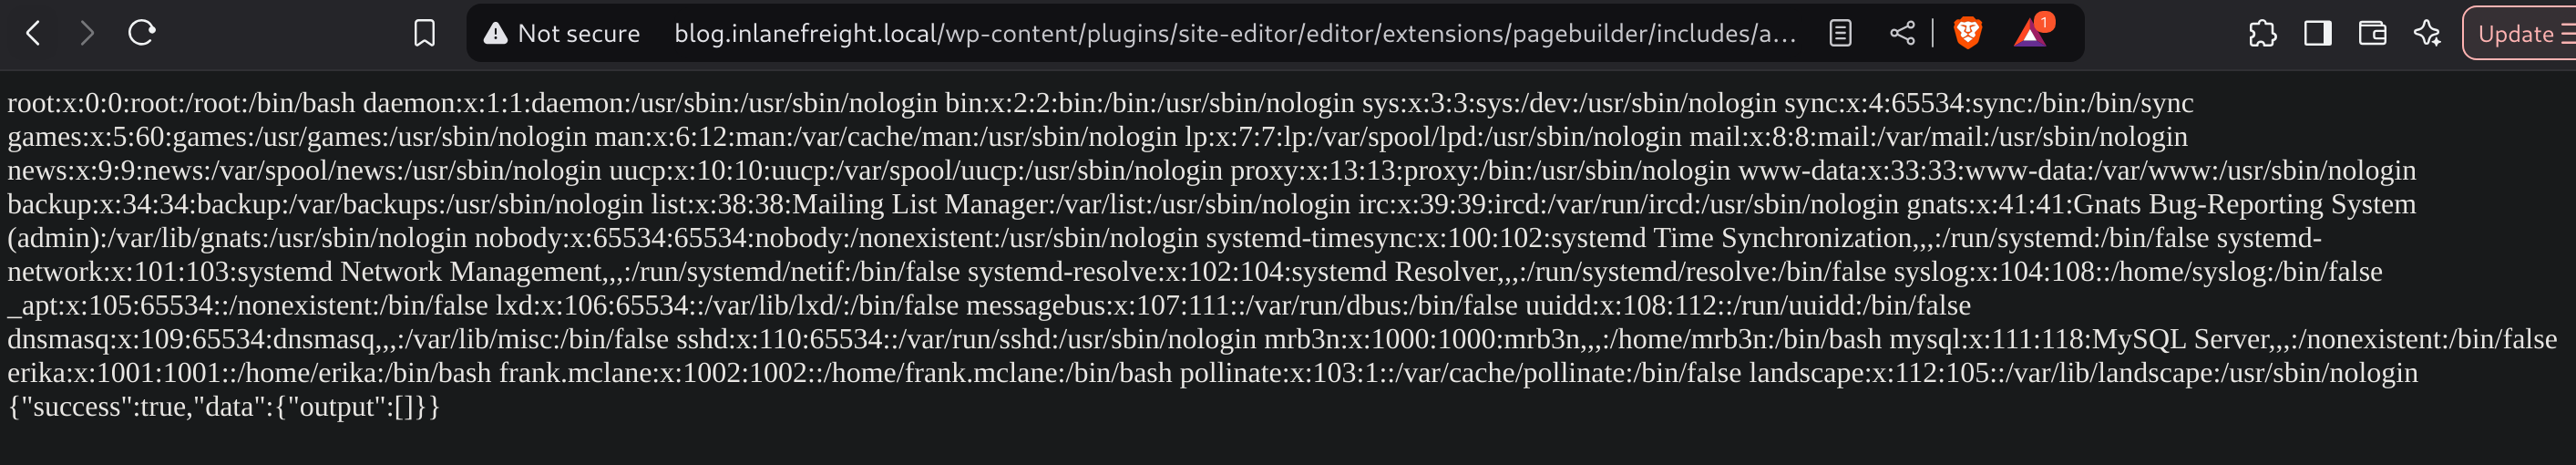 Not secure blog.inlanefreight.local/wp-content/plugins/site-editor/editor/extensions/pagebuilder/includes/a... 1 Update
root:x:0:0:root:/root:/bin/bash daemon:x:1:1:daemon:/usr/sbin:/usr/sbin/nologin bin:x:2:2:bin:/bin:/usr/sbin/nologin sys:x:3:3:sys:/dev:/usr/sbin/nologin sync:x:4:65534:sync:/bin:/bin/sync
games:x:5:60:games:/usr/games:/usr/sbin/nologin man:x:6:12:man:/var/cache/man:/usr/sbin/nologin lp:x:7:7:lp:/var/spool/lpd:/usr/sbin/nologin mail:x:8:8:mail:/var/mail:/usr/sbin/nologin
news:x:9:9:news:/var/spool/news:/usr/sbin/nologin uucp:x:10:10:uucp:/var/spool/uucp:/usr/sbin/nologin proxy:x:13:13:proxy:/bin:/usr/sbin/nologin www-data:x:33:33:www-data:/var/www:/usr/sbin/nologin
backup:x:34:34:backup:/var/backups:/usr/sbin/nologin list:x:38:38:Mailing List Manager:/var/list:/usr/sbin/nologin irc:x:39:39:ircd:/var/run/ircd:/usr/sbin/nologin gnats:x:41:41:Gnats Bug-Reporting System
(admin):/var/lib/gnats:/usr/sbin/nologin nobody:x:65534:65534:nobody:/nonexistent:/usr/sbin/nologin systemd-timesync:x:100:102:systemd Time Synchronization,,,:/run/systemd:/bin/false systemd-
network:x:101:103:systemd Network Management,,,:/run/systemd/netif:/bin/false systemd-resolve:x:102:104:systemd Resolver,,,:/run/systemd/resolve:/bin/false syslog:x:104:108::/home/syslog:/bin/false
_apt:x:105:65534::/nonexistent:/bin/false lxd:x:106:65534::/var/lib/lxd/:/bin/false messagebus:x:107:111::/var/run/dbus:/bin/false uuidd:x:108:112::/run/uuidd:/bin/false
dnsmasq:x:109:65534:dnsmasq,,,:/var/lib/misc:/bin/false sshd:x:110:65534::/var/run/sshd:/usr/sbin/nologin mrb3n:x:1000:1000:mrb3n,,,:/home/mrb3n:/bin/bash mysql:x:111:118:MySQL Server,,,:/nonexistent:/bin/false
erika:x:1001:1001::/home/erika:/bin/bash frank.mclane:x:1002:1002::/home/frank.mclane:/bin/bash pollinate:x:103:1::/var/cache/pollinate:/bin/false landscape:x:112:105::/var/lib/landscape:/usr/sbin/nologin
{"success":true,"data":{"output":[]}}